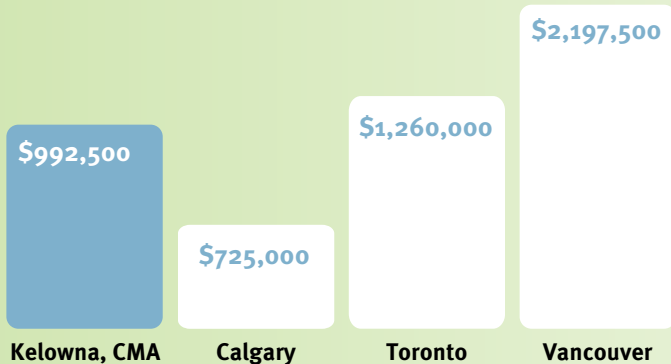 $2,197,500
$1,260,000
$992,500
$725,000
Kelowna, CMA
Calgary
Toronto
Vancouver